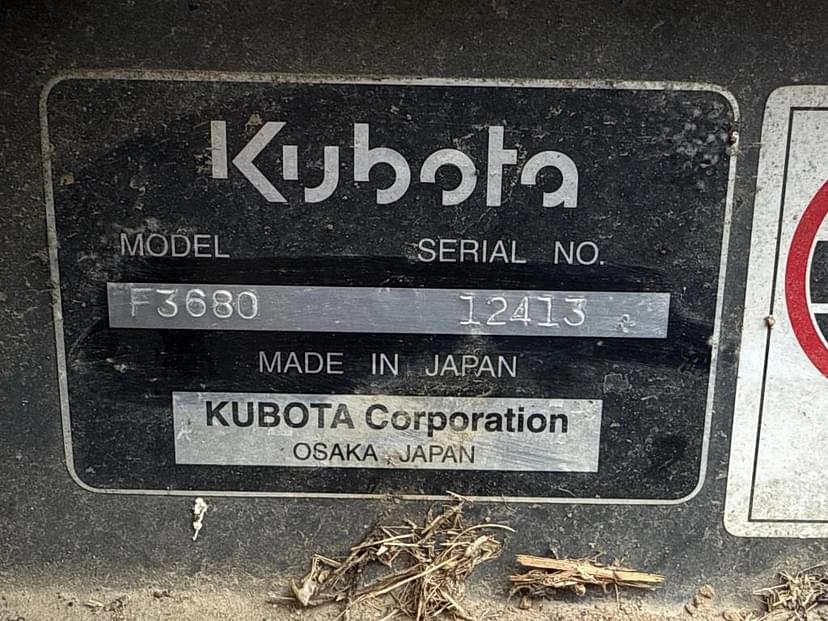 Kubota
MODEL SERIAL NO.
F3680 12413
MADE IN JAPAN
KUBOTA Corporation
OSAKA , JAPAN